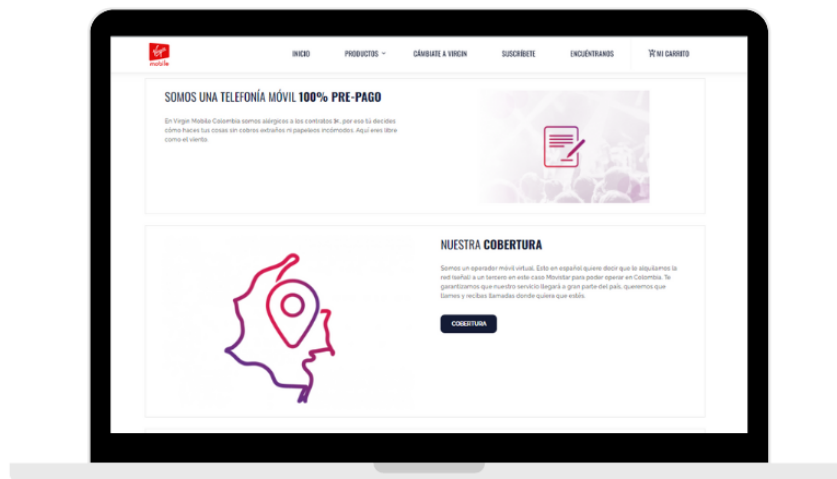 Virgin
mobile
INICIO
PRODUCTOS
CÁMBIATE A VIRGIN
SUSCRÍBETE
ENCUÉNTRANOS
MI CARRITO
SOMOS UNA TELEFONÍA MÓVIL 100% PRE-PAGO
En Virgin Mobile Colombia somos alérgicos a los contratos, por eso tú decides
cómo haces tus cosas sin cobros extraños ni papeleos incómodos. Aquí eres libre
como el viento.
NUESTRA COBERTURA
Somos un operador móvil virtual. Esto en español quiere decir que le alquilamos la
red (señal) a un tercero en este caso Movistar para poder operar en Colombia. Te
garantizamos que nuestro servicio llegará a gran parte del país, queremos que
llames y recibas llamadas donde quiera que estés.
COBERTURA